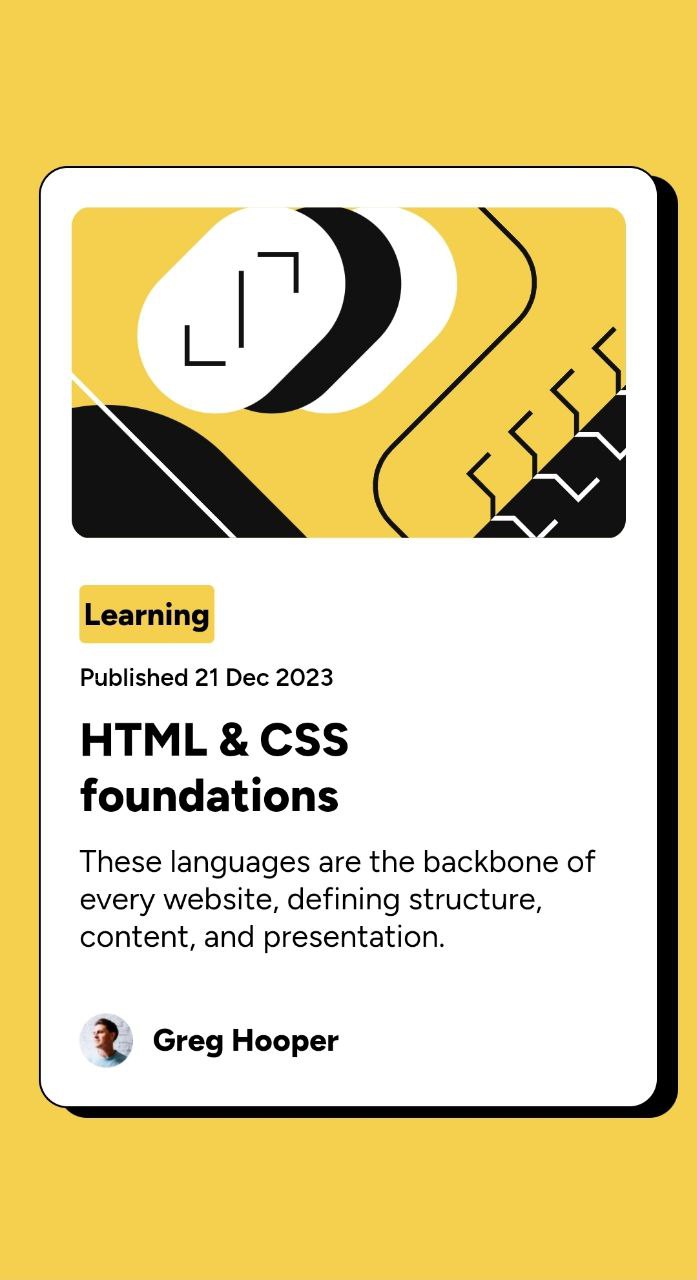 Learning
Published 21 Dec 2023
HTML & CSS
foundations
These languages are the backbone of
every website, defining structure,
content, and presentation.
Greg Hooper